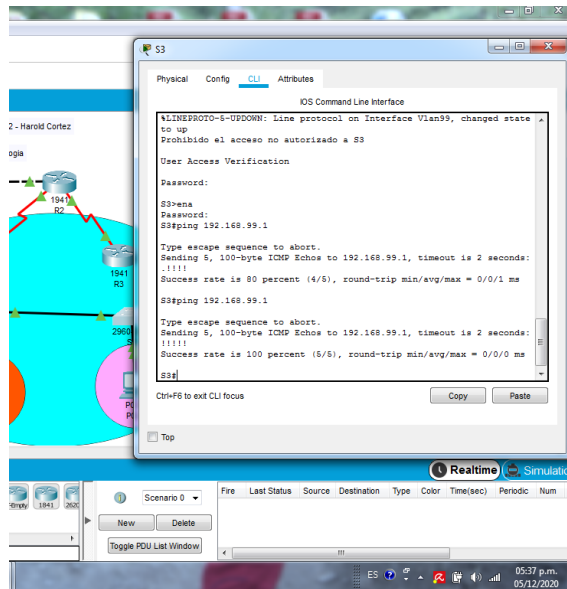 S3
Physical Config CLI Attributes
IOS Command Line Interface
%LINEPROTO-5-UPDOWN: Line protocol on Interface Vlan99, changed state
to up
Prohibido el acceso no autorizado a S3
User Access Verification
Password:
S3>ena
Password:
S3#ping 192.168.99.1
Type escape sequence to abort.
Sending 5, 100-byte ICMP Echos to 192.168.99.1, timeout is 2 seconds:
.!!!!
Success rate is 80 percent (4/5), round-trip min/avg/max = 0/0/1 ms
S3#ping 192.168.99.1
Type escape sequence to abort.
Sending 5, 100-byte ICMP Echos to 192.168.99.1, timeout is 2 seconds:
!!!!!
Success rate is 100 percent (5/5), round-trip min/avg/max = 0/0/0 ms
S3#
Ctrl+F6 to exit CLI focus
Copy Paste
Top
2 - Harold Cortez
ogia
1941
R2
1941
R3
2960
Realtime Simulatio
1841 262
Scenario 0
New Delete
Toggle PDU List Window
Fire Last Status Source Destination Type Color Time(sec) Periodic Num
ES
05:37 p.m.
05/12/2020